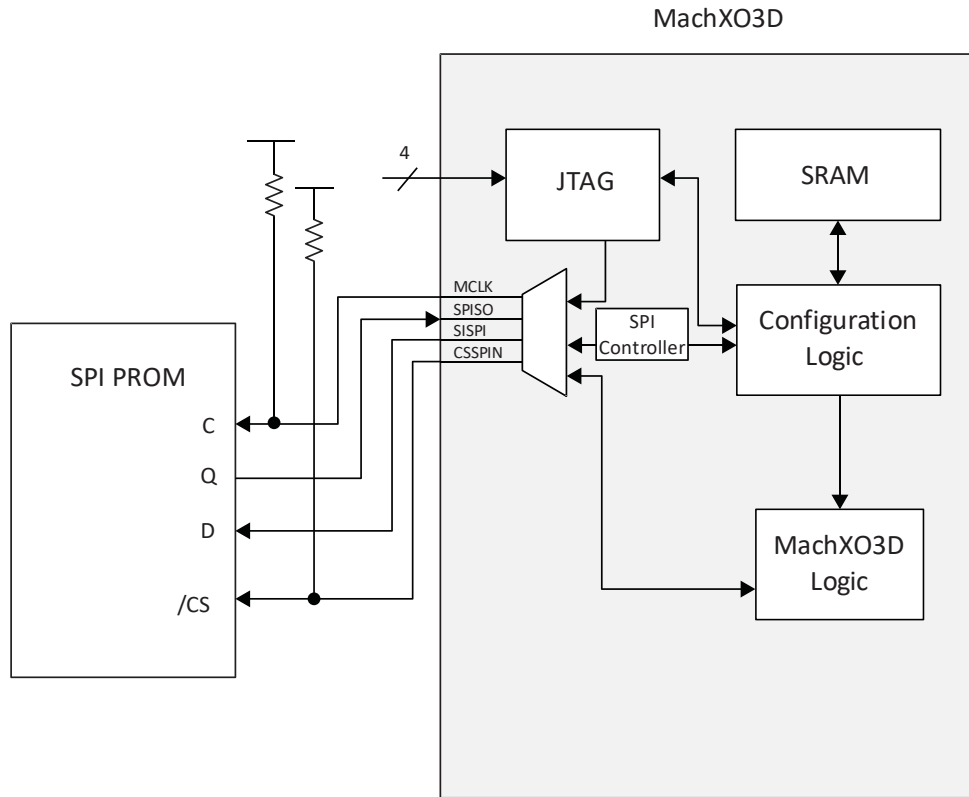 MachXO3D
4
JTAG
SRAM
MCLK
SPISO
SISPI
CSSPIN
SPI
Controller
Configuration
Logic
SPI PROM
C
Q
D
/CS
MachXO3D
Logic